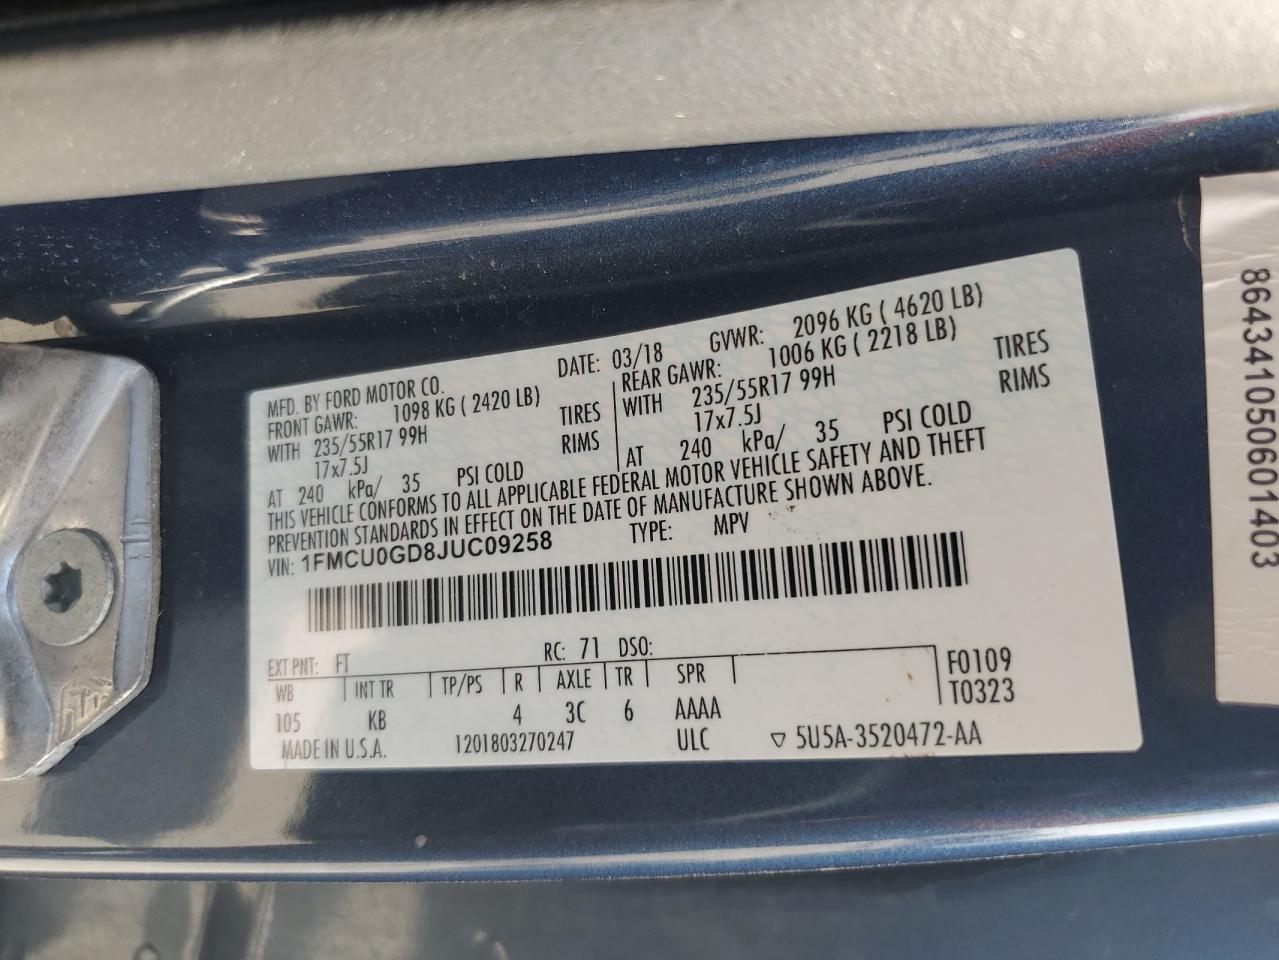 MFD. BY FORD MOTOR CO.
DATE: 03/18 GVWR: 2096 KG ( 4620 LB)
FRONT GAWR: 1098 KG ( 2420 LB)
WITH 235/55R17 99H TIRES
17x7.5J RIMS
AT 240 kPa/ 35 PSI COLD
REAR GAWR: 1006 KG ( 2218 LB)
WITH 235/55R17 99H TIRES
17x7.5J RIMS
AT 240 kPa/ 35 PSI COLD
THIS VEHICLE CONFORMS TO ALL APPLICABLE FEDERAL MOTOR VEHICLE SAFETY AND THEFT
PREVENTION STANDARDS IN EFFECT ON THE DATE OF MANUFACTURE SHOWN ABOVE.
VIN: 1FMCU0GD8JUC09258 TYPE: MPV
EXT PNT: FT RC: 71 DSO:
WB INT TR TP/PS R AXLE TR SPR
105 KB 4 3C 6 AAAA
F0109
T0323
MADE IN U.S.A. 1201803270247 ULC ▽ 5U5A-3520472-AA
8643410506014​03